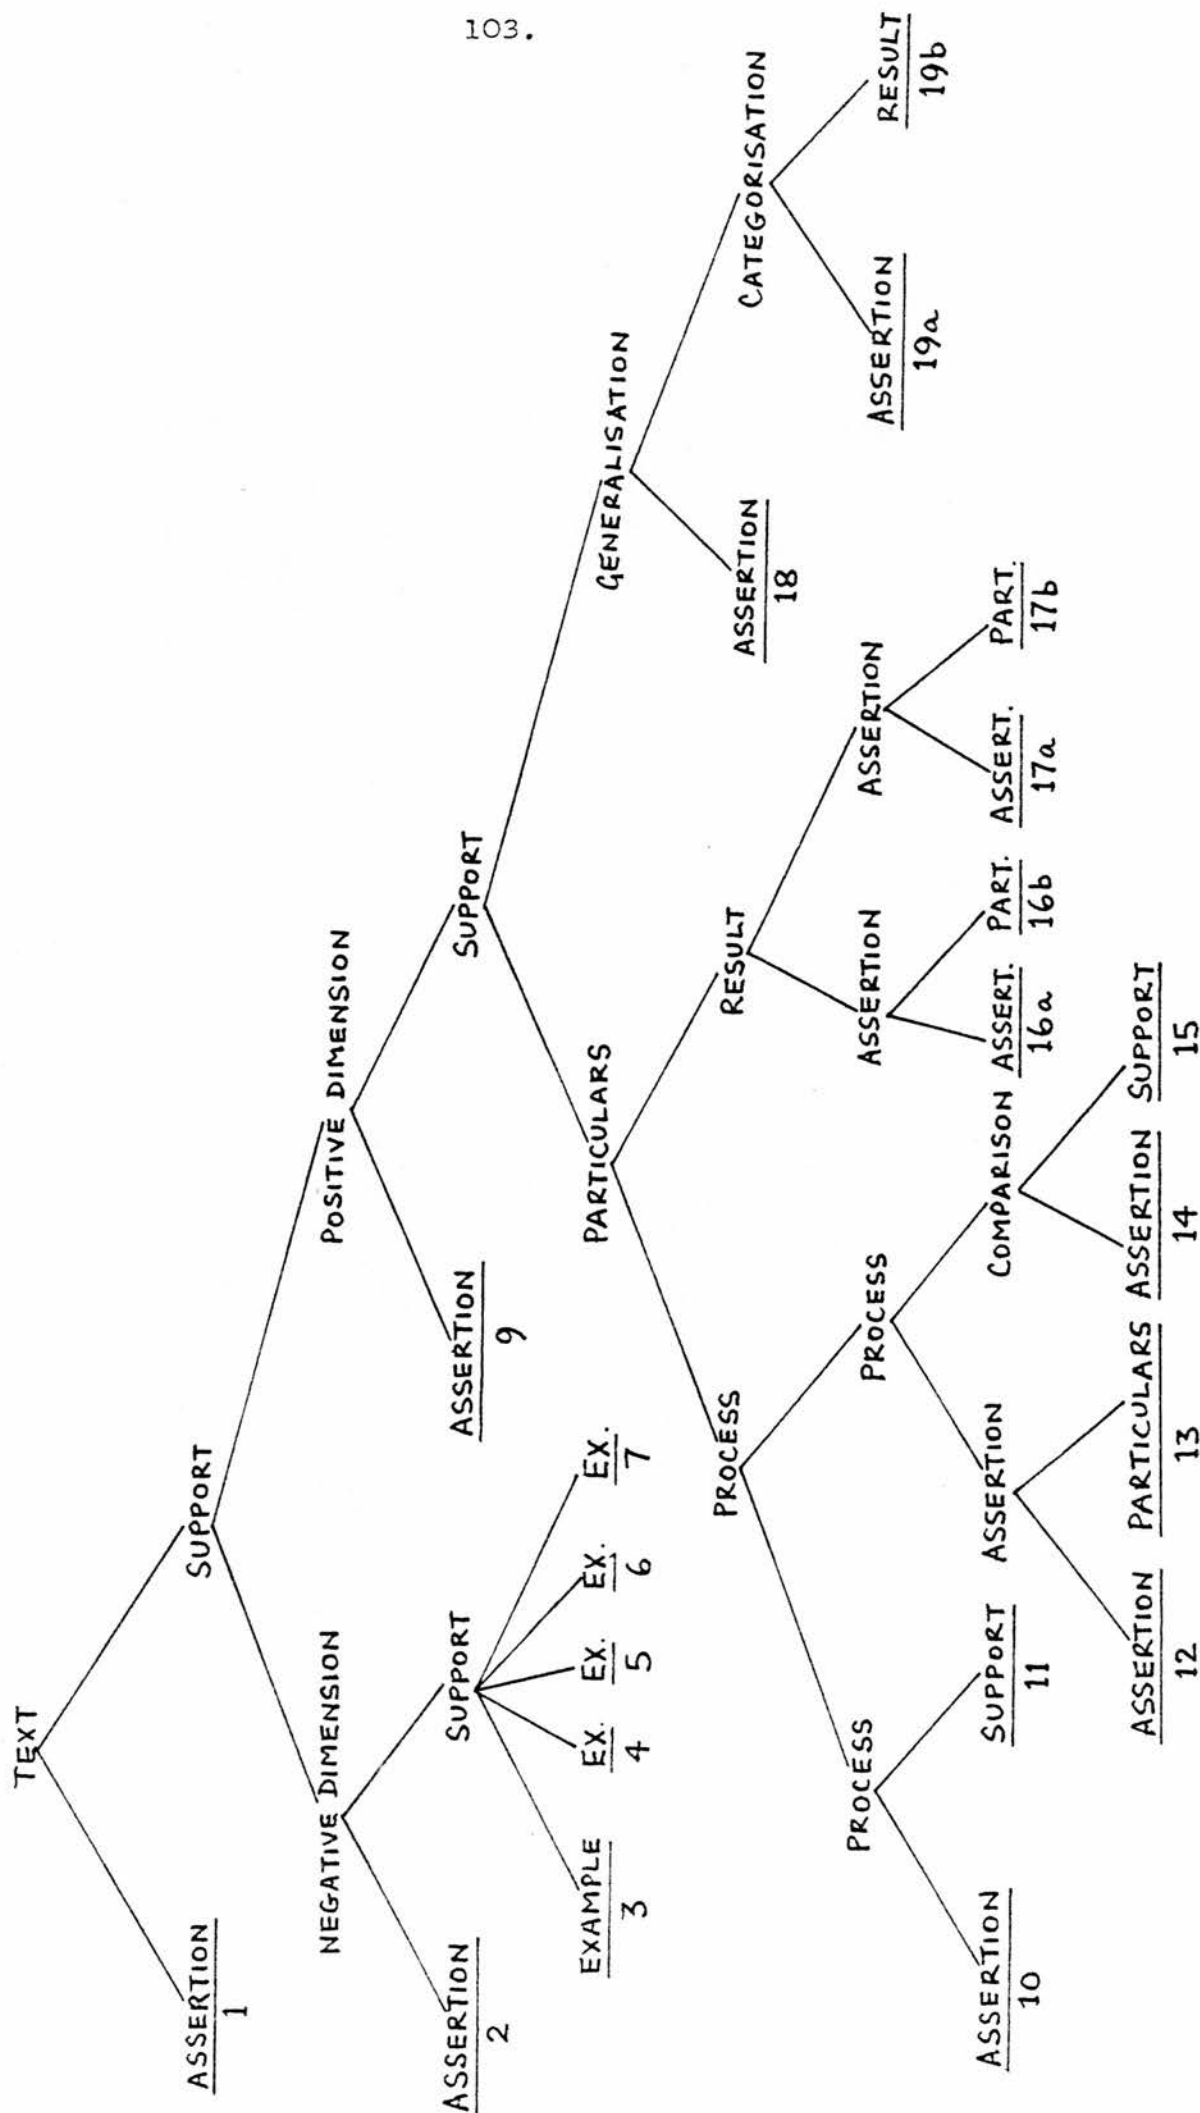 103.
TEXT
ASSERTION
1
SUPPORT
NEGATIVE DIMENSION
POSITIVE DIMENSION
ASSERTION
2
SUPPORT
ASSERTION
9
SUPPORT
EXAMPLE
3
EX.
4
EX.
5
EX.
6
EX.
7
PARTICULARS
GENERALISATION
PROCESS
RESULT
ASSERTION
18
CATEGORISATION
PROCESS
PROCESS
ASSERTION
ASSERTION
ASSERTION
19a
RESULT
19b
ASSERTION
10
SUPPORT
11
ASSERTION
COMPARISON
ASSERT.
16a
PART.
16b
ASSERT.
17a
PART.
17b
ASSERTION
12
PARTICULARS
13
ASSERTION
14
SUPPORT
15